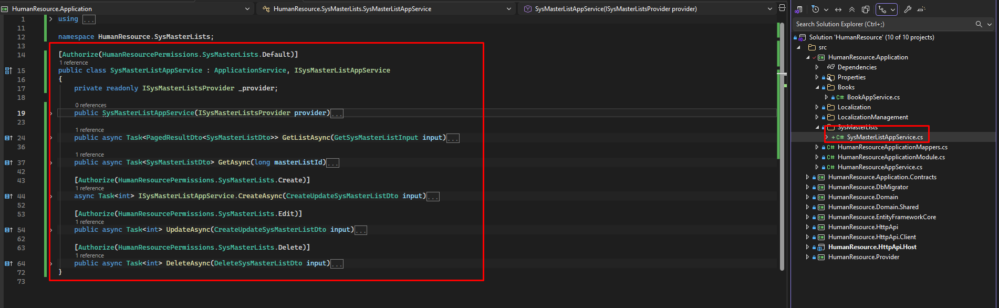 HumanResource.Application
HumanResource.SysMasterLists.SysMasterListAppService
SysMasterListAppService(ISysMasterListsProvider provider)
1
using ...
11
12
namespace HumanResource.SysMasterLists;
13
14
[Authorize(HumanResourcePermissions.SysMasterLists.Default)]
1 reference
15
public class SysMasterListAppService : ApplicationService, ISysMasterListAppService
16
{
17
private readonly ISysMasterListsProvider _provider;
18
0 references
19
public SysMasterListAppService(ISysMasterListsProvider provider)...
23
1 reference
24
public async Task<PagedResultDto<SysMasterListDto>> GetListAsync(GetSysMasterListInput input)...
36
1 reference
37
public async Task<SysMasterListDto> GetAsync(long masterListId)...
42
43
[Authorize(HumanResourcePermissions.SysMasterLists.Create)]
1 reference
44
async Task<int> ISysMasterListAppService.CreateAsync(CreateUpdateSysMasterListDto input)...
52
53
[Authorize(HumanResourcePermissions.SysMasterLists.Edit)]
1 reference
54
public async Task<int> UpdateAsync(CreateUpdateSysMasterListDto input)...
62
63
[Authorize(HumanResourcePermissions.SysMasterLists.Delete)]
1 reference
64
public async Task<int> DeleteAsync(DeleteSysMasterListDto input)...
72
}
73
Search Solution Explorer (Ctrl+;)
Solution 'HumanResource' (10 of 10 projects)
src
HumanResource.Application
Dependencies
Properties
Books
C# BookAppService.cs
Localization
LocalizationManagement
SysMasterLists
+ C# SysMasterListAppService.cs
C# HumanResourceApplicationMappers.cs
C# HumanResourceApplicationModule.cs
C# HumanResourceAppService.cs
HumanResource.Application.Contracts
HumanResource.DbMigrator
HumanResource.Domain
HumanResource.Domain.Shared
HumanResource.EntityFrameworkCore
HumanResource.HttpApi
HumanResource.HttpApi.Client
HumanResource.HttpApi.Host
HumanResource.Provider